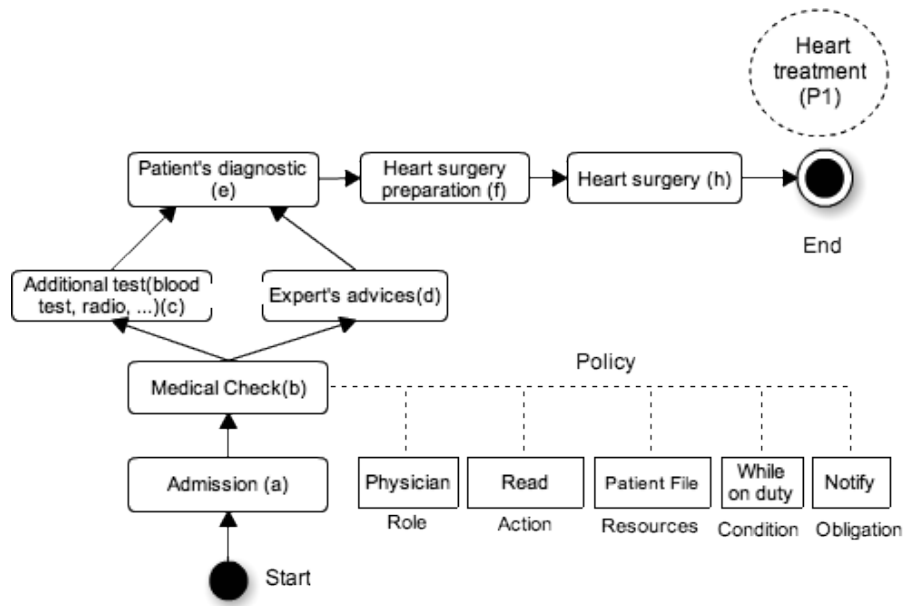 Heart
treatment
(P1)
Patient's diagnostic
(e)
Heart surgery
preparation (f)
Heart surgery (h)
End
Additional test(blood
test, radio, ...)(c)
Expert's advices(d)
Medical Check(b)
Policy
Admission (a)
Physician
Read
Patient File
While
on duty
Notify
Role
Action
Resources
Condition
Obligation
Start